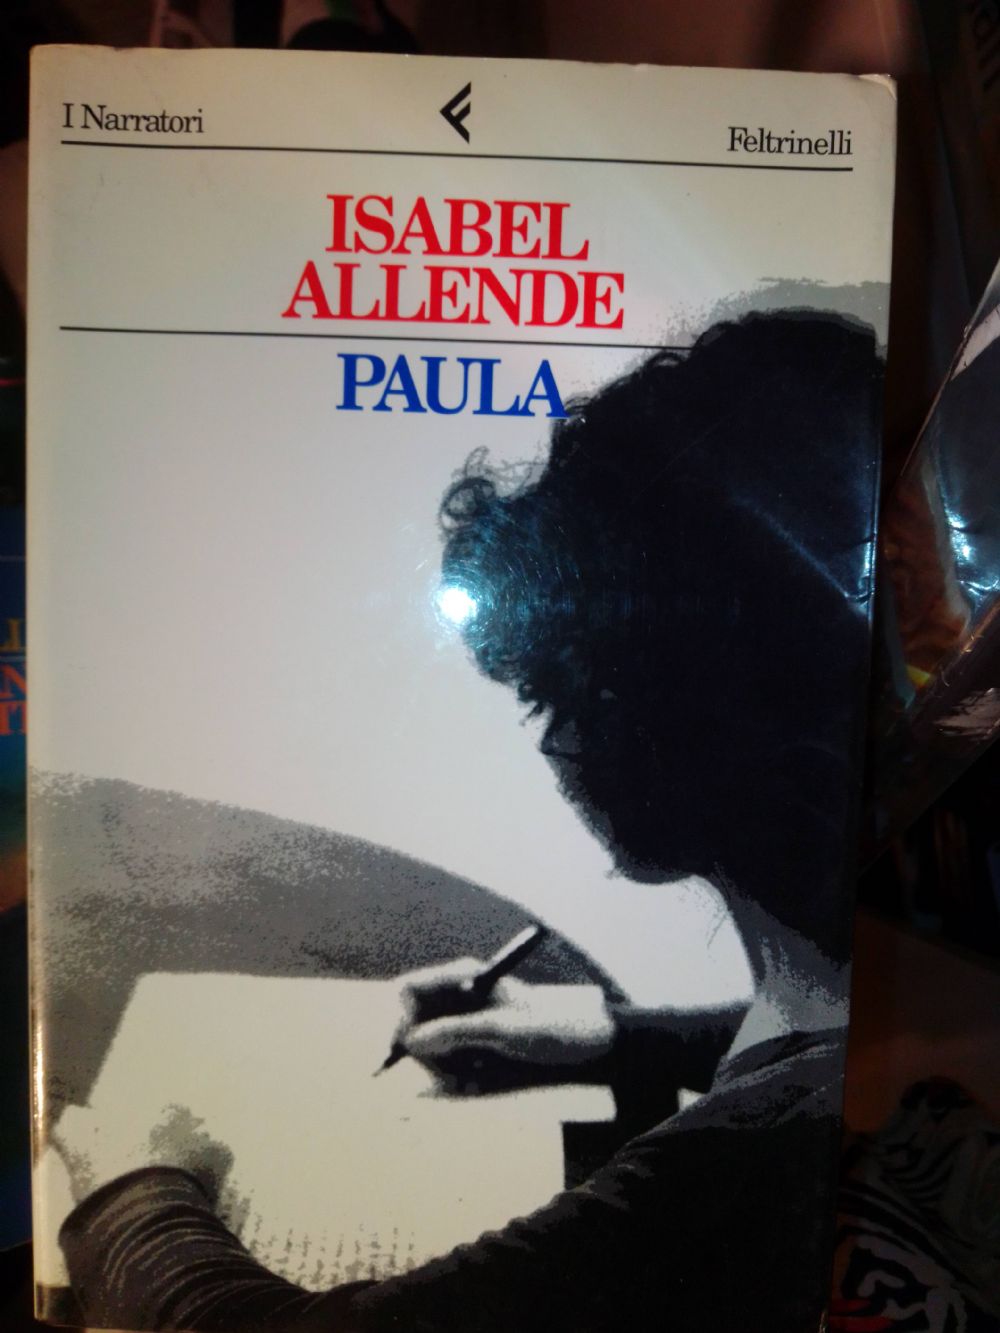 I Narratori
Feltrinelli
ISABEL
ALLENDE
PAULA